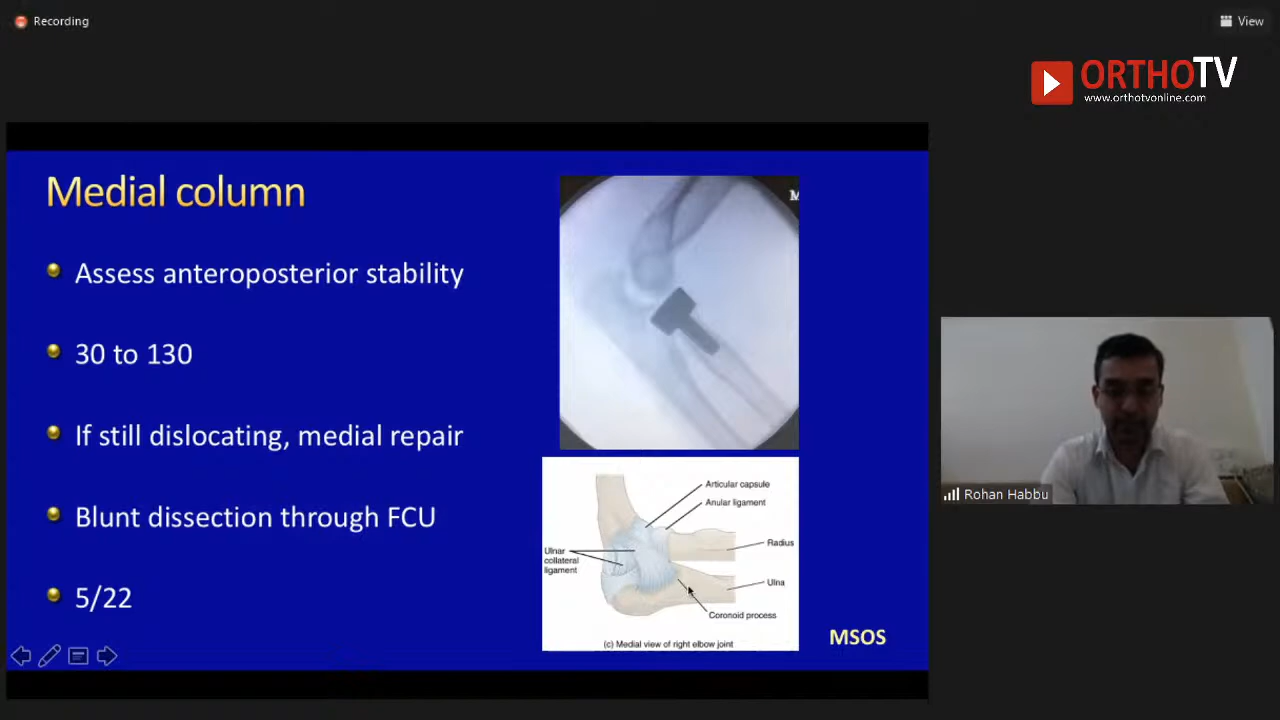 Recording
View
ORTHOTV
www.orthotvonline.com
Medial column
Assess anteroposterior stability
30 to 130
If still dislocating, medial repair
Blunt dissection through FCU
5/22
M
Articular capsule
Anular ligament
Radius
Ulnar
collateral
ligament
Ulna
Coronoid process
(c) Medial view of right elbow joint
MSOS
Rohan Habbu